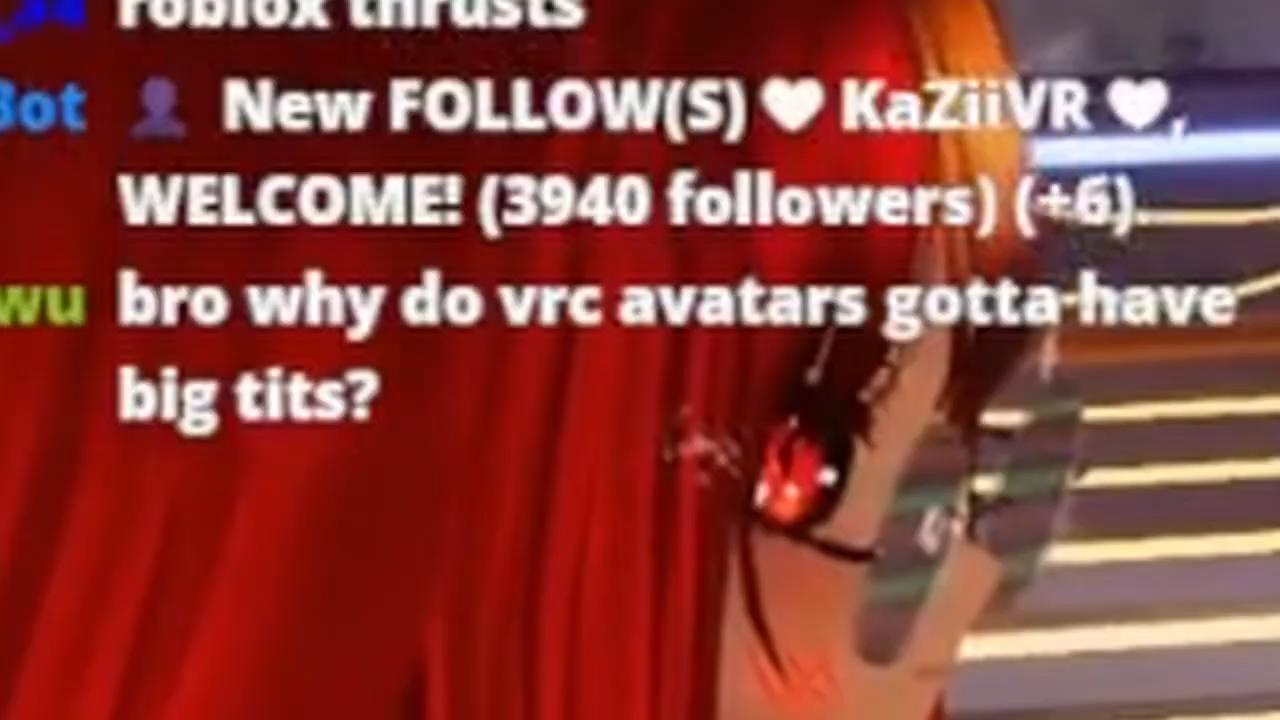 roblox thrusts
Bot New FOLLOW(S) ♥ KaZiiVR ♥,
WELCOME! (3940 followers) (+6).
wu bro why do vrc avatars gotta have
big tits?